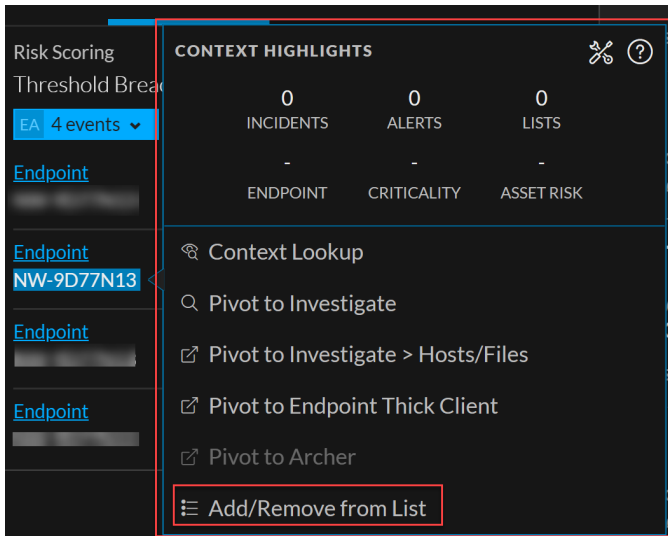 Risk Scoring
Threshold Brea
EA 4 events
Endpoint
Endpoint
NW-9D77N13
Endpoint
Endpoint
CONTEXT HIGHLIGHTS
0 0 0
INCIDENTS ALERTS LISTS
- - -
ENDPOINT CRITICALITY ASSET RISK
Context Lookup
Pivot to Investigate
Pivot to Investigate > Hosts/Files
Pivot to Endpoint Thick Client
Pivot to Archer
Add/Remove from List